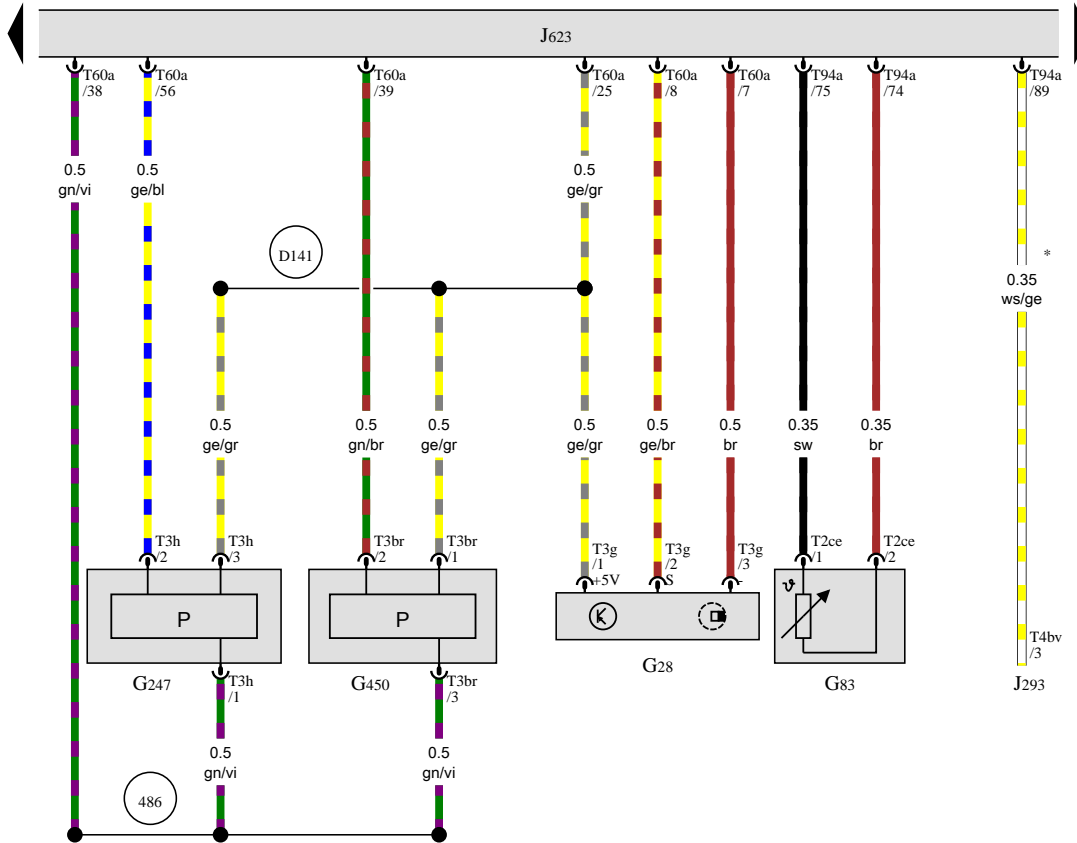 J623
T60a
/38
T60a
/56
T60a
/39
T60a
/25
T60a
/8
T60a
/7
T94a
/75
T94a
/74
T94a
/89
0.5
gn/vi
0.5
ge/bl
0.5
ge/gr
D141
*
0.35
ws/ge
0.5
ge/gr
0.5
gn/br
0.5
ge/gr
0.5
ge/gr
0.5
ge/br
0.5
br
0.35
sw
0.35
br
T3h
/2
T3h
/3
T3br
/2
T3br
/1
T3g
/1
+5V
T3g
/2
S
T3g
/3
-
T2ce
/1
T2ce
/2
ϑ
P
P
T4bv
/3
G247
T3h
/1
G450
T3br
/3
G28
G83
J293
0.5
gn/vi
0.5
gn/vi
486